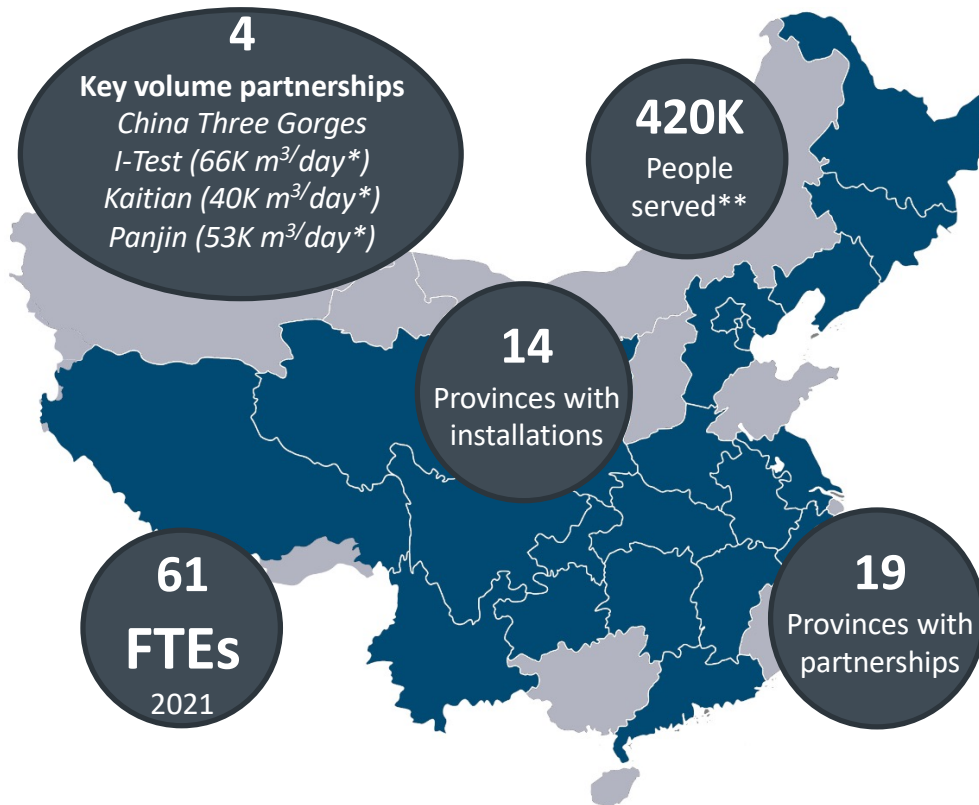 4
Key volume partnerships
China Three Gorges
I-Test (66K m³/day*)
Kaitian (40K m³/day*)
Panjin (53K m³/day*)
420K
People
served**
14
Provinces with
installations
61
FTEs
2021
19
Provinces with
partnerships